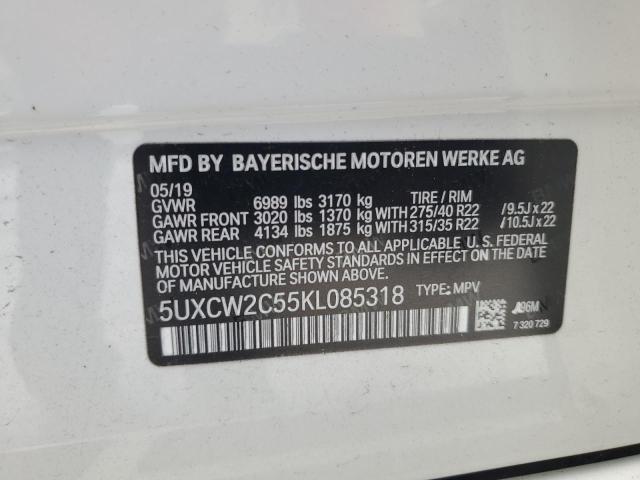 MFD BY BAYERISCHE MOTOREN WERKE AG
05/19
GVWR 6989 lbs 3170 kg TIRE / RIM
GAWR FRONT 3020 lbs 1370 kg WITH 275/40 R22 /9.5J x 22
GAWR REAR 4134 lbs 1875 kg WITH 315/35 R22 /10.5J x 22
THIS VEHICLE CONFORMS TO ALL APPLICABLE U.S. FEDERAL
MOTOR VEHICLE SAFETY STANDARDS IN EFFECT ON THE DATE
OF MANUFACTURE SHOWN ABOVE.
5UXCW2C55KL085318 TYPE: MPV
A96M
7 320 729